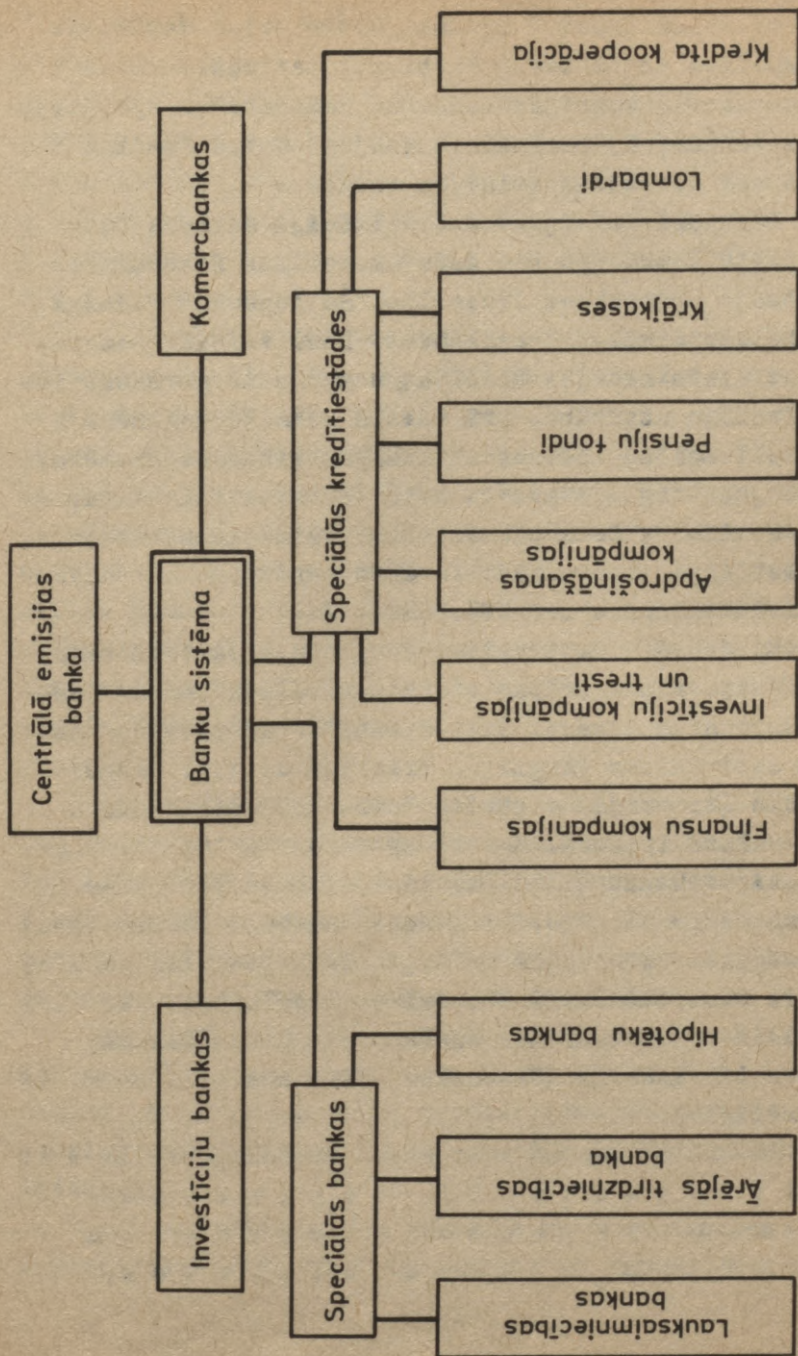 Centrālā emisijas
banka
Investīciju bankas
Banku sistēma
Komercbankas
Speciālās bankas
Speciālās kredītiestādes
Lauksaimniecības
bankas
Ārējās tirdzniecības
banka
Hipotēku bankas
Finansu kompānijas
Investīciju kompānijas
un tresti
Apdrošināšanas
kompānijas
Pensiju fondi
Krājkases
Lombardi
Kredīta kooperācija